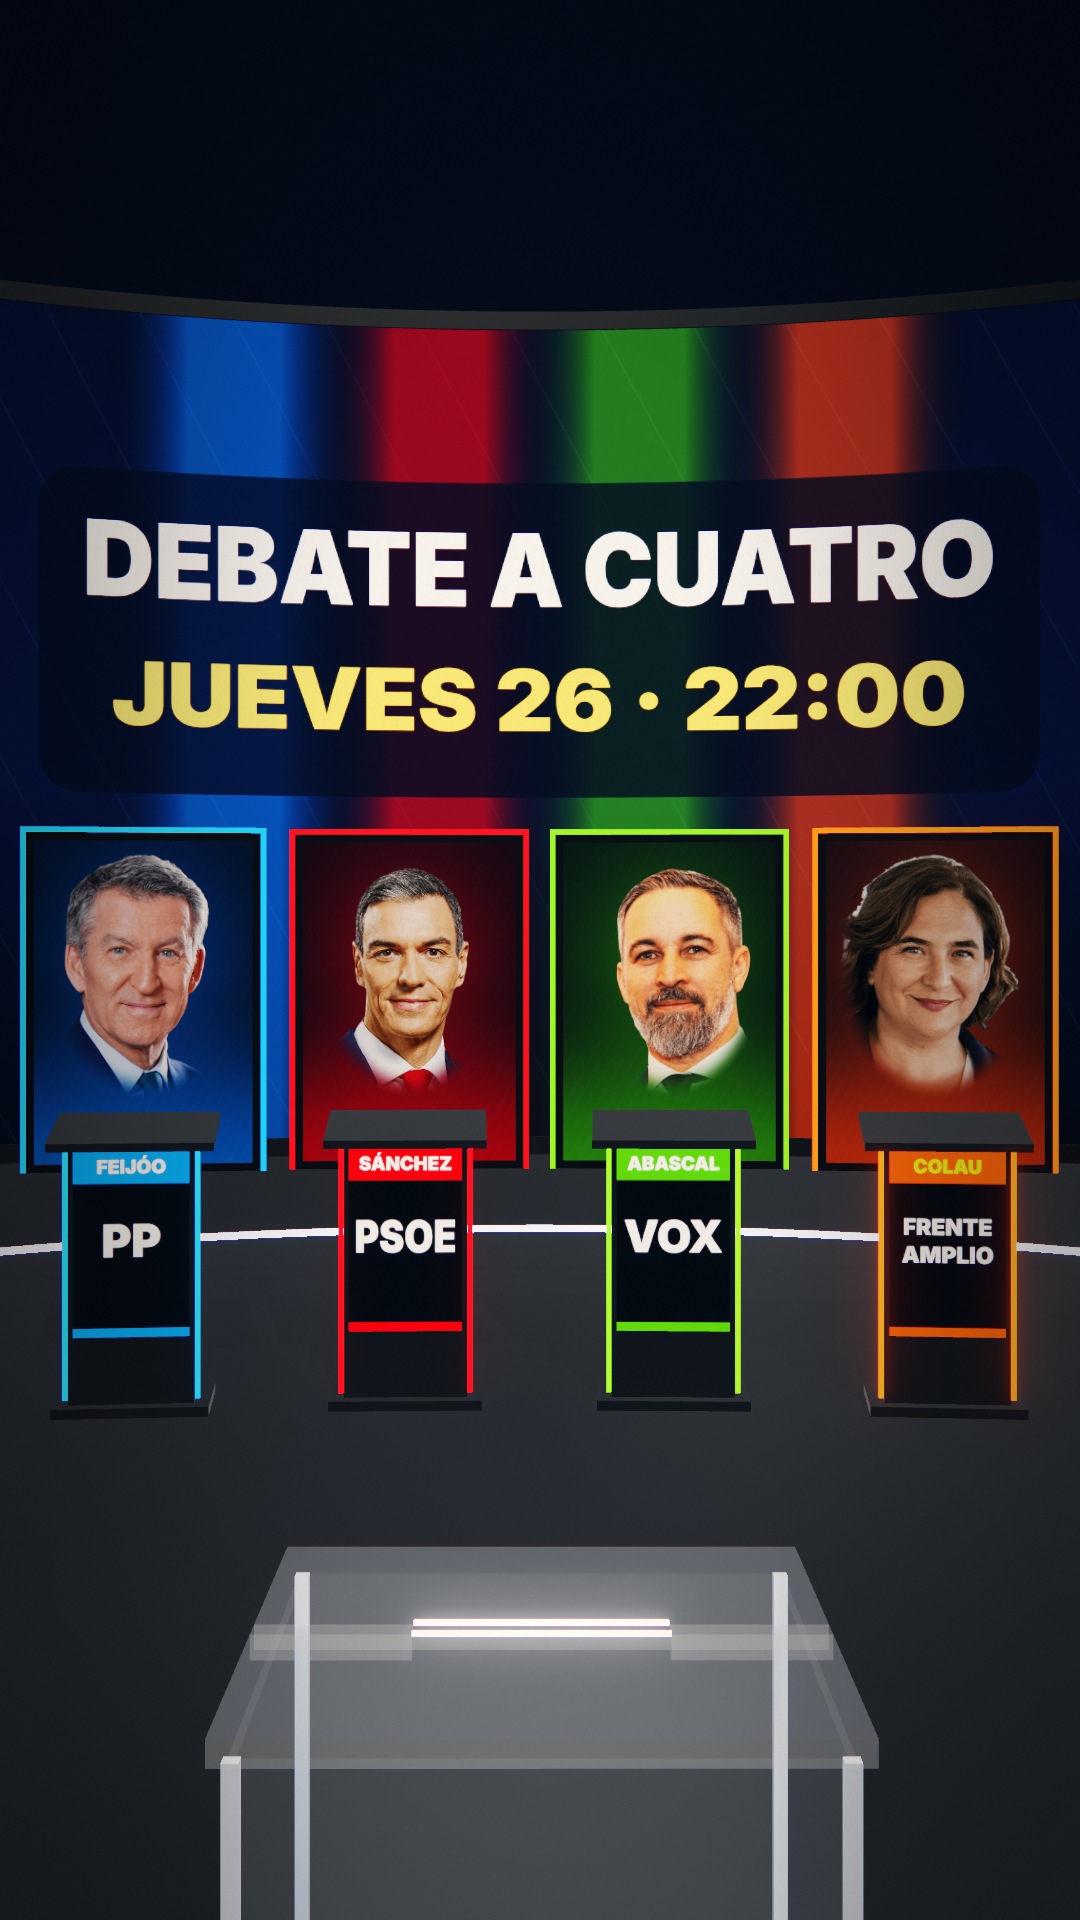 DEBATE A CUATRO
JUEVES 26 · 22:00
FEIJÓO
PP
SÁNCHEZ
PSOE
ABASCAL
VOX
COLAU
FRENTE
AMPLIO